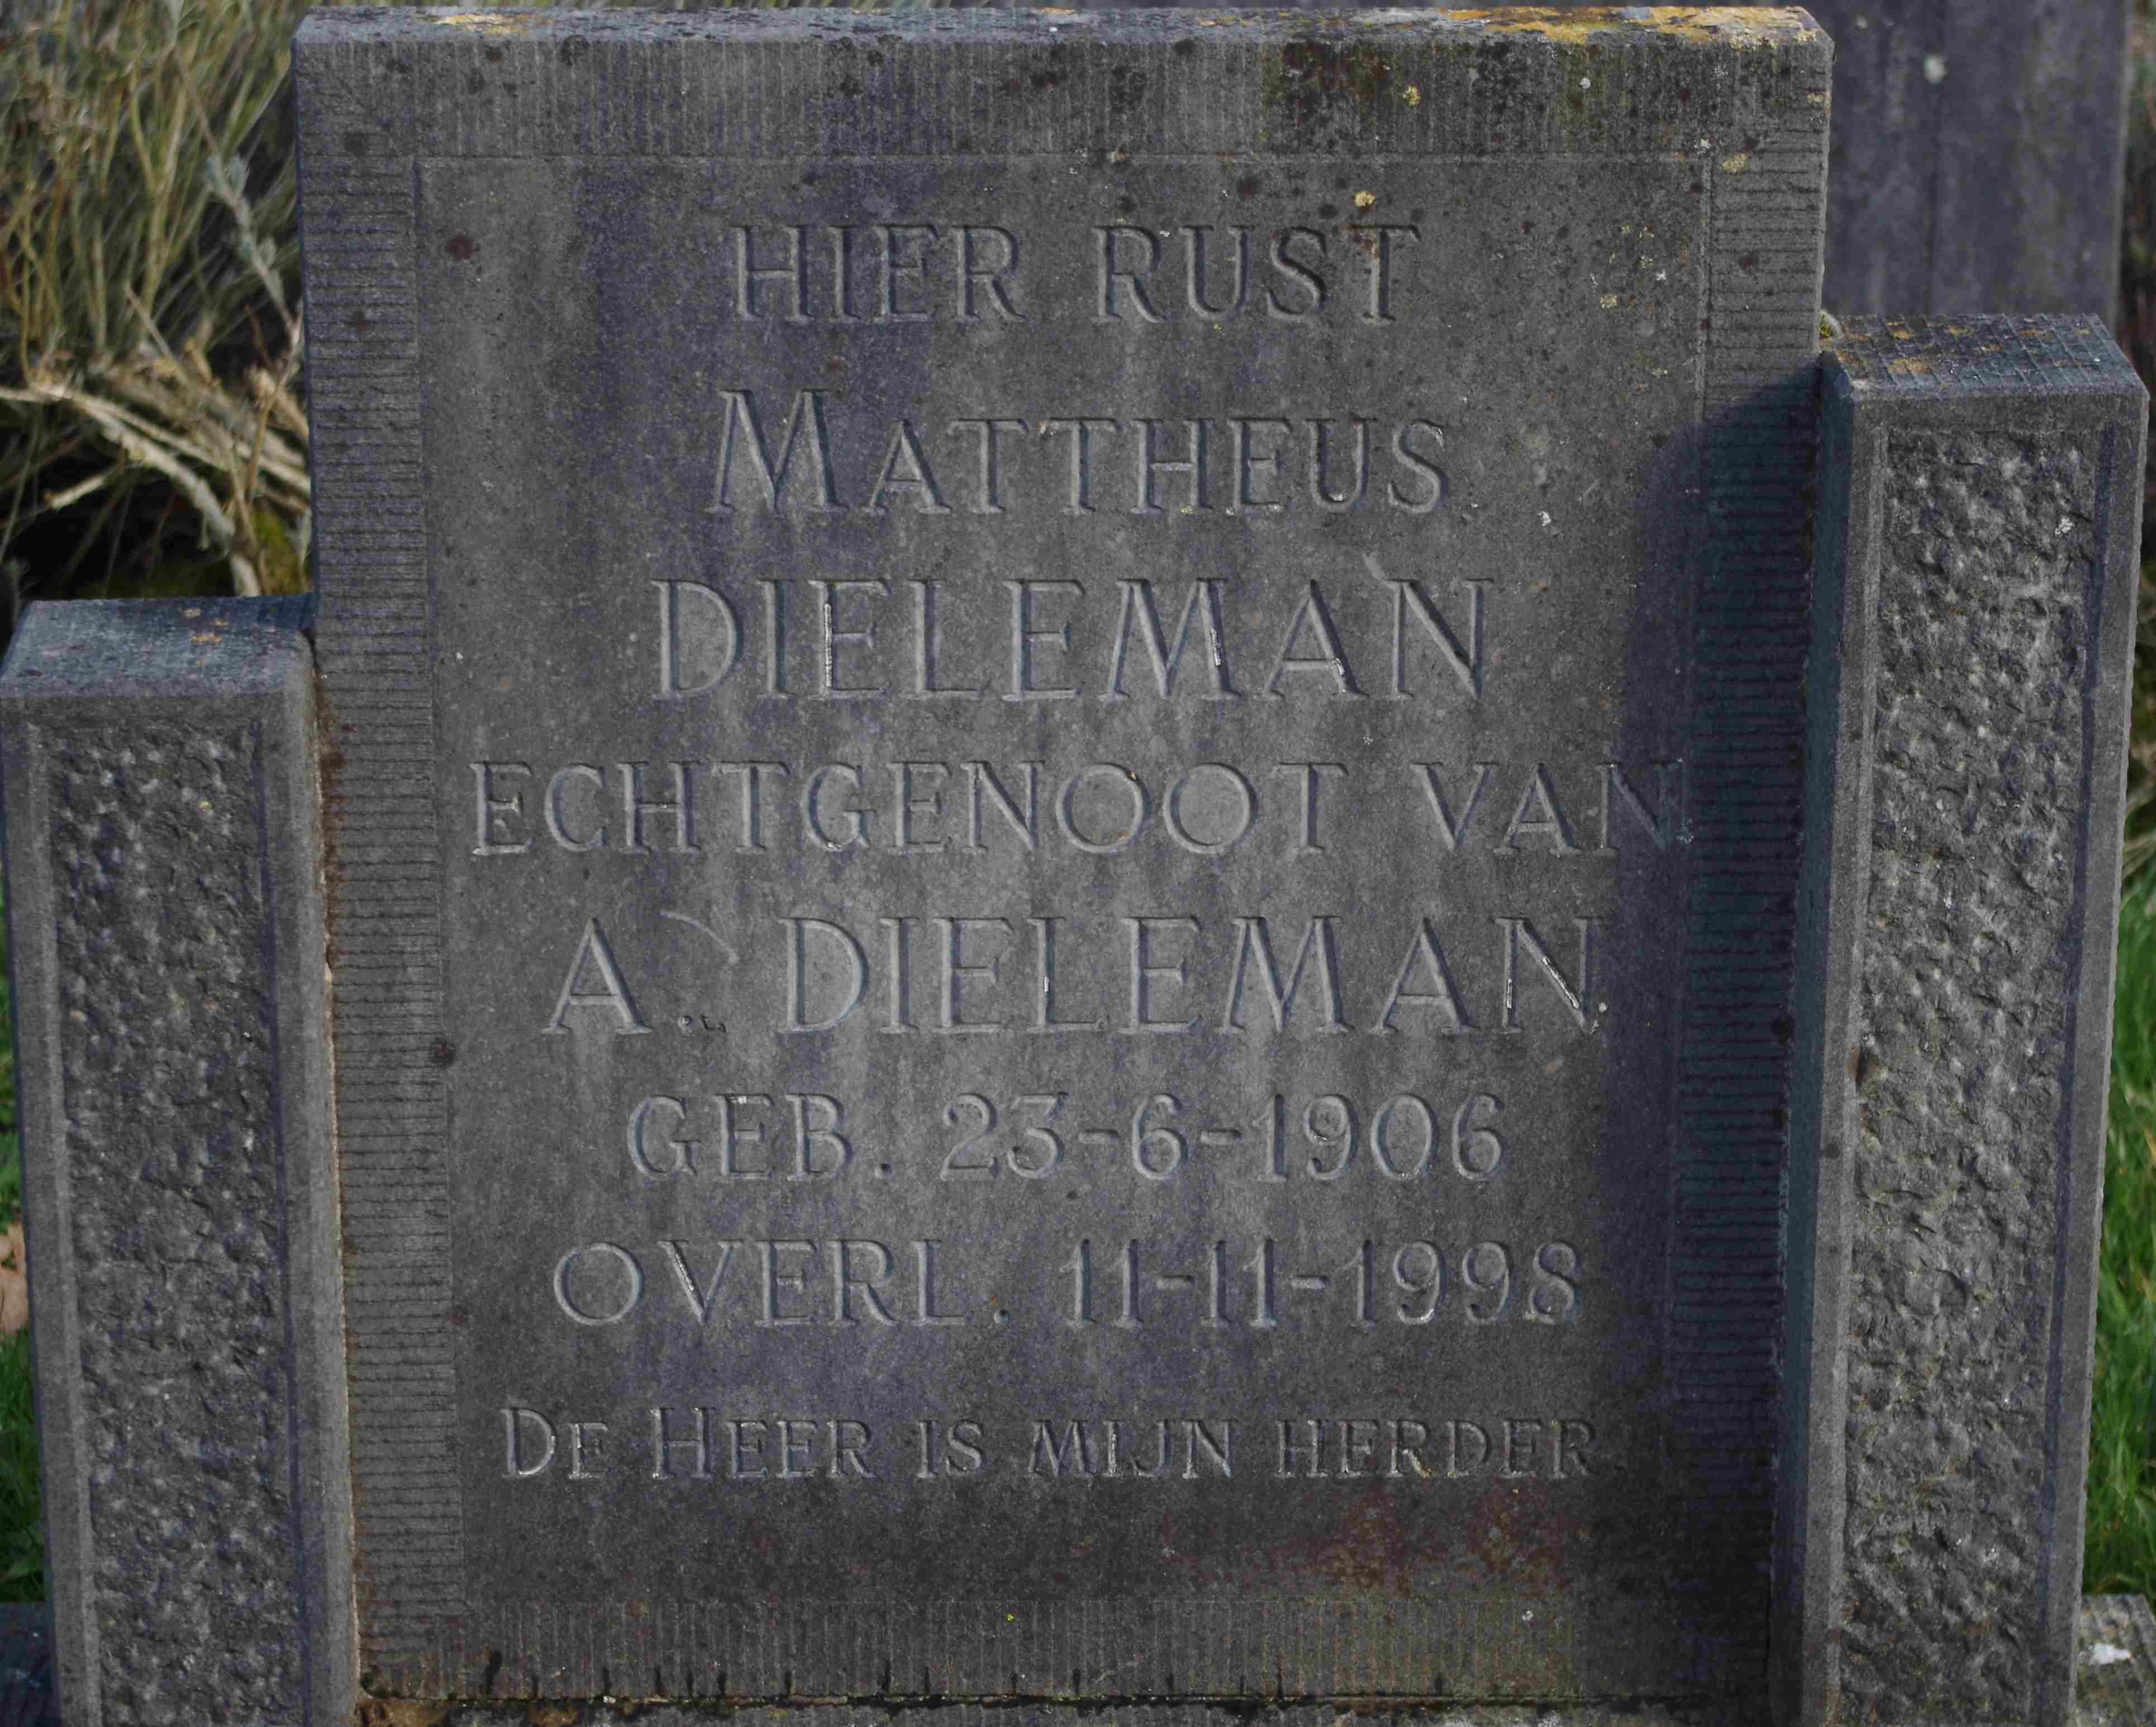 HIER RUST
MATTHEUS
DIELEMAN
ECHTGENOOT VAN
A. DIELEMAN
GEB. 23-6-1906
OVERL. 11-11-1998
DE HEER IS MIJN HERDER.